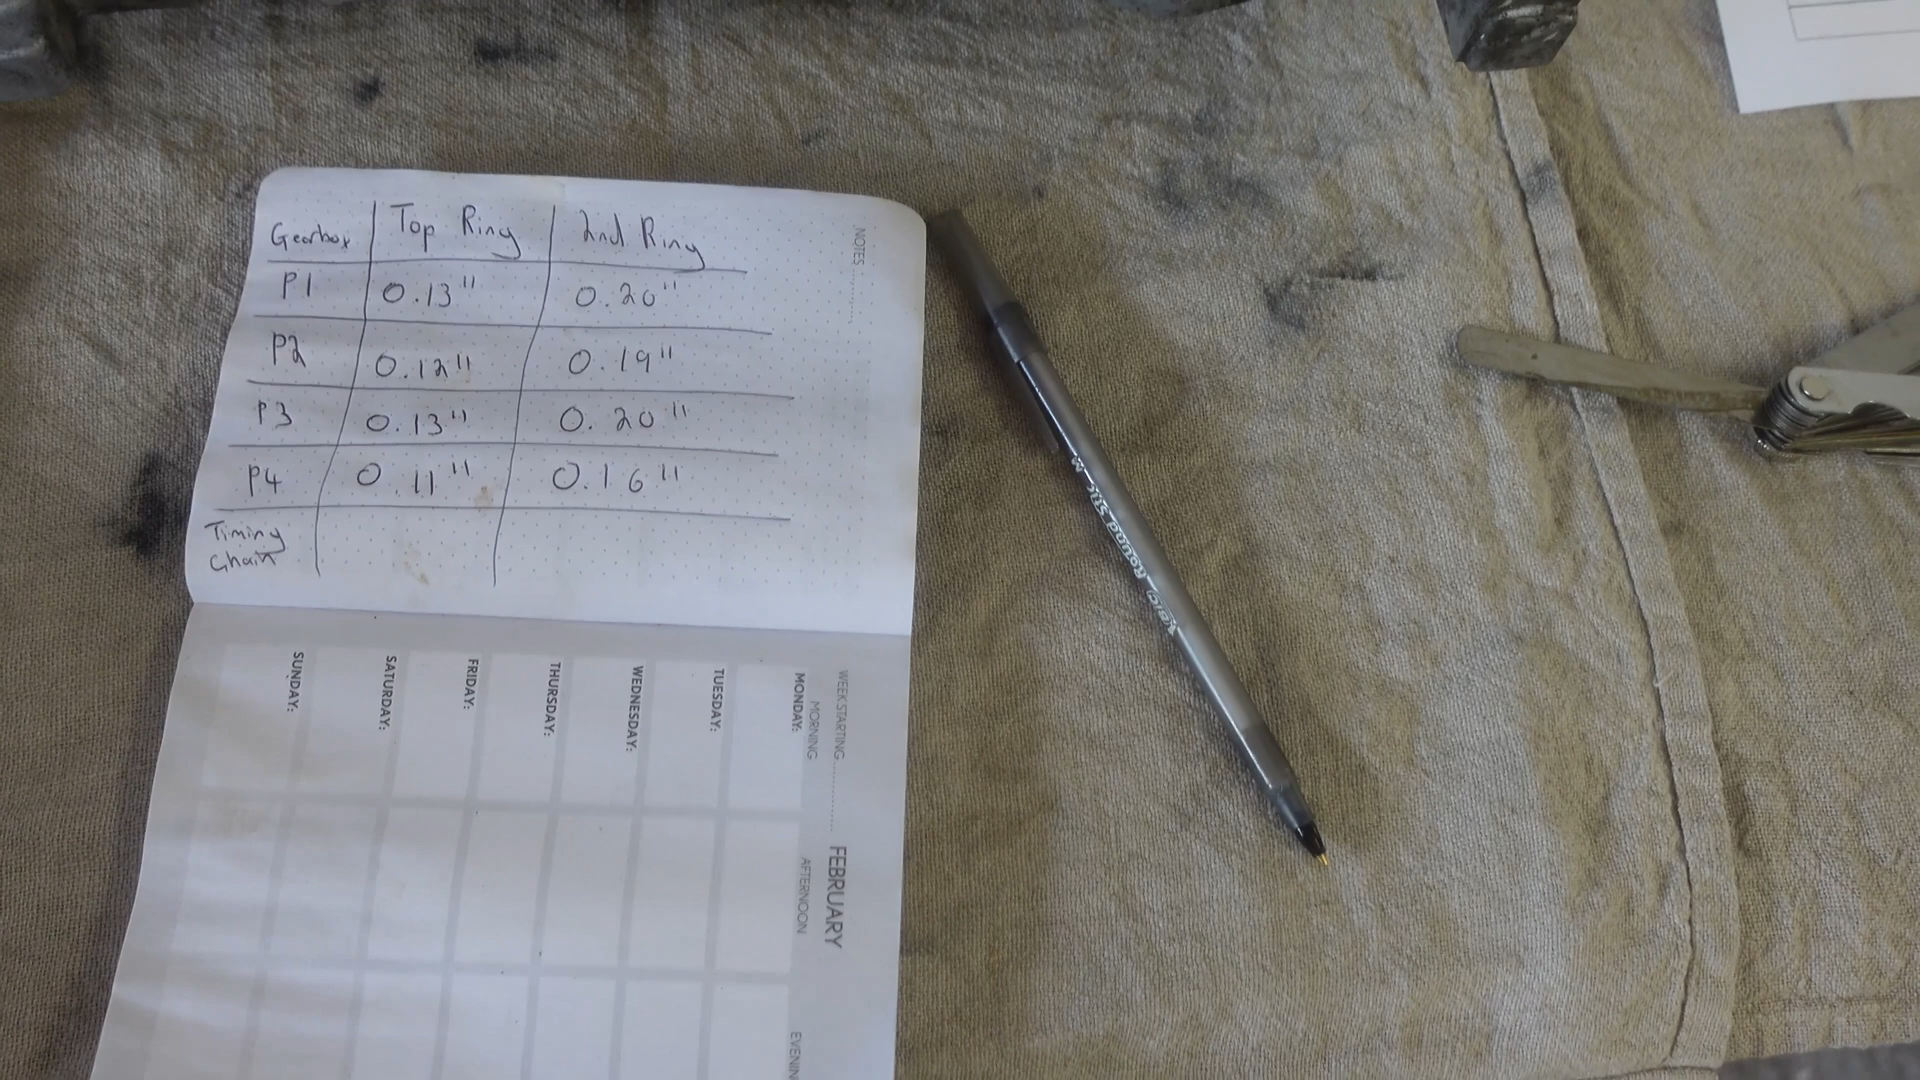 Gearbox Top Ring 2nd Ring
P1 0.13" 0.20"
P2 0.12" 0.19"
P3 0.13" 0.20"
P4 0.11" 0.16"
Timing
Chain
NOTES
WEEK STARTING
FEBRUARY
MORNING
AFTERNOON
EVENIN
MONDAY:
TUESDAY:
WEDNESDAY:
THURSDAY:
FRIDAY:
SATURDAY:
SUNDAY:
BIC Round Stic M